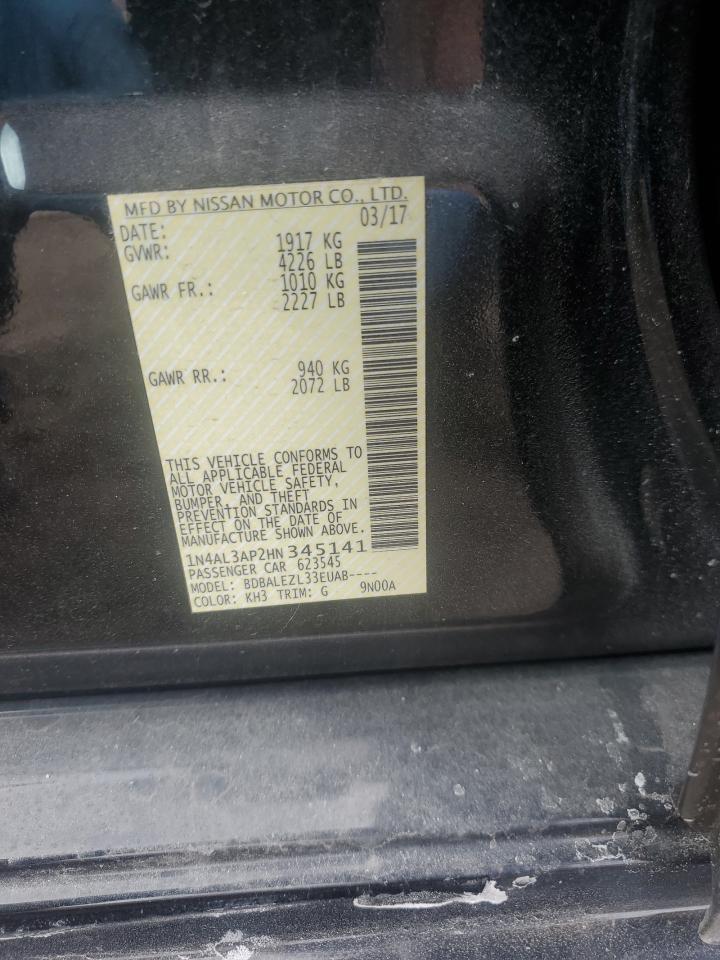 MFD BY NISSAN MOTOR CO., LTD.
DATE: 03/17
GVWR: 1917 KG
4226 LB
GAWR FR.: 1010 KG
2227 LB
GAWR RR.: 940 KG
2072 LB
THIS VEHICLE CONFORMS TO
ALL APPLICABLE FEDERAL
MOTOR VEHICLE SAFETY,
BUMPER, AND THEFT
PREVENTION STANDARDS IN
EFFECT ON THE DATE OF
MANUFACTURE SHOWN ABOVE.
1N4AL3AP2HN345141
PASSENGER CAR 623545
MODEL: BDBALEZL33EUAB----
COLOR: KH3 TRIM: G 9N00A